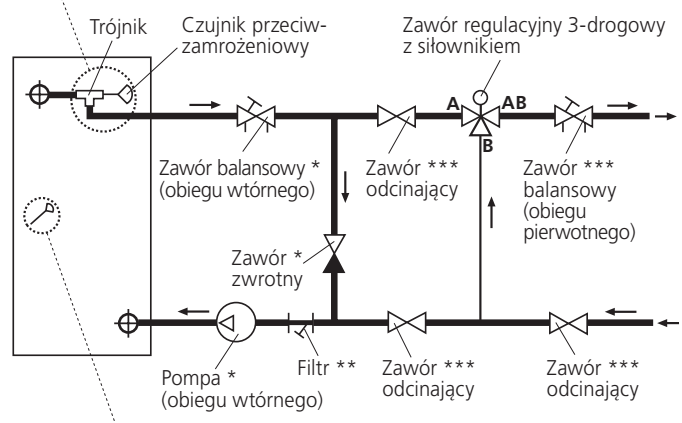 Trójnik
Czujnik przeciw-
zamrożeniowy
Zawór regulacyjny 3-drogowy
z siłownikiem
A
AB
B
Zawór balansowy *
(obiegu wtórnego)
Zawór ***
odcinający
Zawór ***
balansowy
(obiegu
pierwotnego)
Zawór *
zwrotny
Pompa *
(obiegu wtórnego)
Filtr **
Zawór ***
odcinający
Zawór ***
odcinający